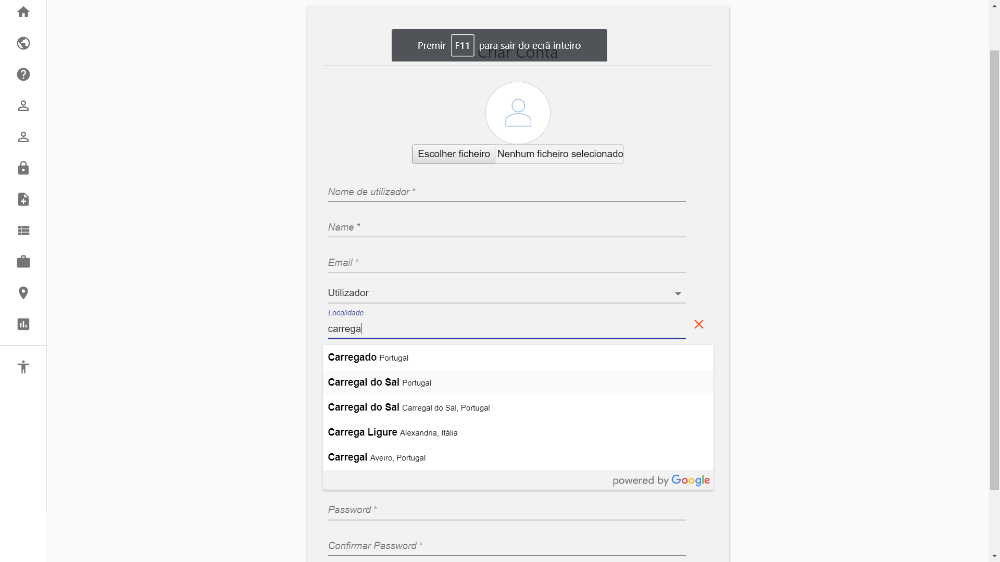 Premir F11 para sair do ecrã inteiro
Criar Conta
Escolher ficheiro Nenhum ficheiro selecionado
Nome de utilizador *
Name *
Email *
Utilizador
Localidade
carrega
Carregado Portugal
Carregal do Sal Portugal
Carregal do Sal Carregal do Sal, Portugal
Carrega Ligure Alexandria, Itália
Carregal Aveiro, Portugal
powered by Google
Password *
Confirmar Password *